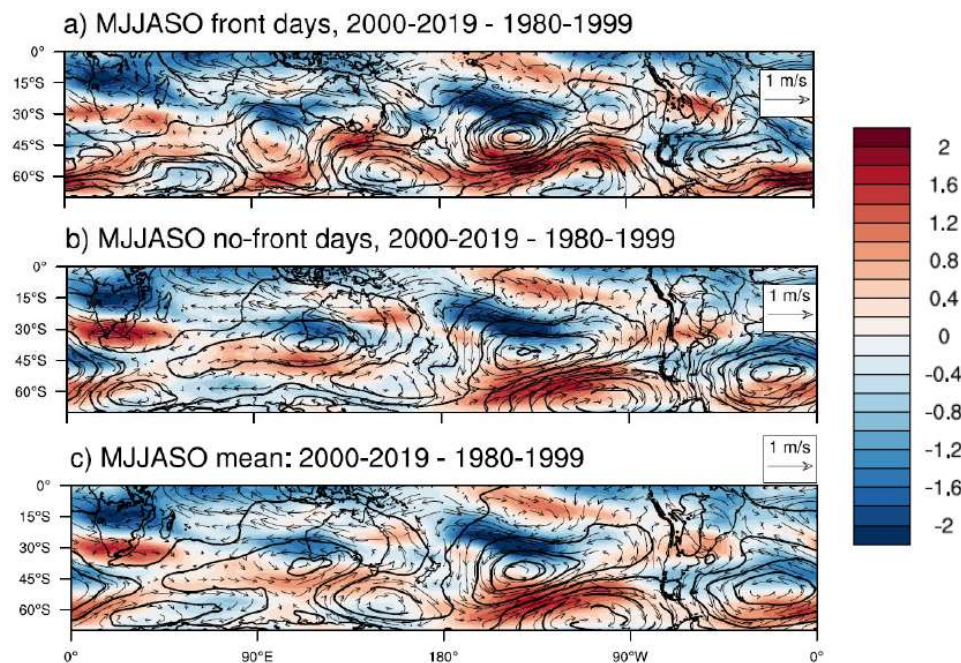 a) MJJASO front days, 2000-2019 - 1980-1999
0°
15°S
30°S
45°S
60°S
1 m/s
b) MJJASO no-front days, 2000-2019 - 1980-1999
0°
15°S
30°S
45°S
60°S
1 m/s
c) MJJASO mean: 2000-2019 - 1980-1999
1 m/s
0°
15°S
30°S
45°S
60°S
0° 90°E 180° 90°W 0°
2
1.6
1.2
0.8
0.4
0
-0.4
-0.8
-1.2
-1.6
-2